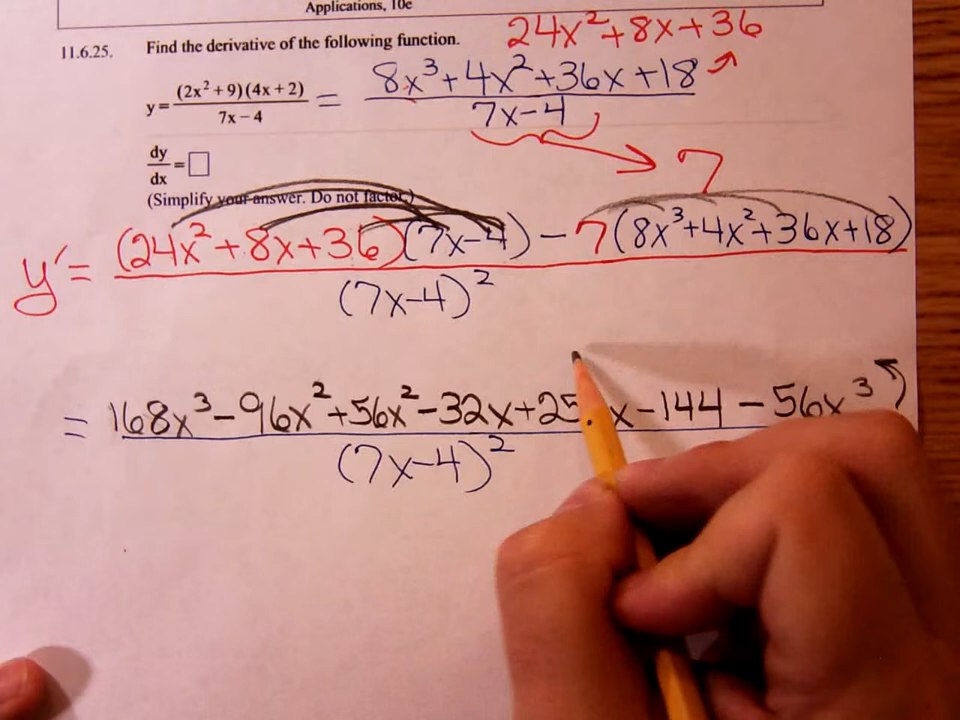 Applications, 10e
11.6.25. Find the derivative of the following function.
24x² + 8x + 36
y = (2x² + 9)(4x + 2) / 7x − 4 = 8x³ + 4x² + 36x + 18 / 7x − 4
7
dy/dx = □
(Simplify your answer. Do not factor.)
y' = (24x² + 8x + 36)(7x − 4) − 7(8x³ + 4x² + 36x + 18) / (7x − 4)²
= 168x³ − 96x² + 56x² − 32x + 25 x − 144 − 56x³ / (7x − 4)²